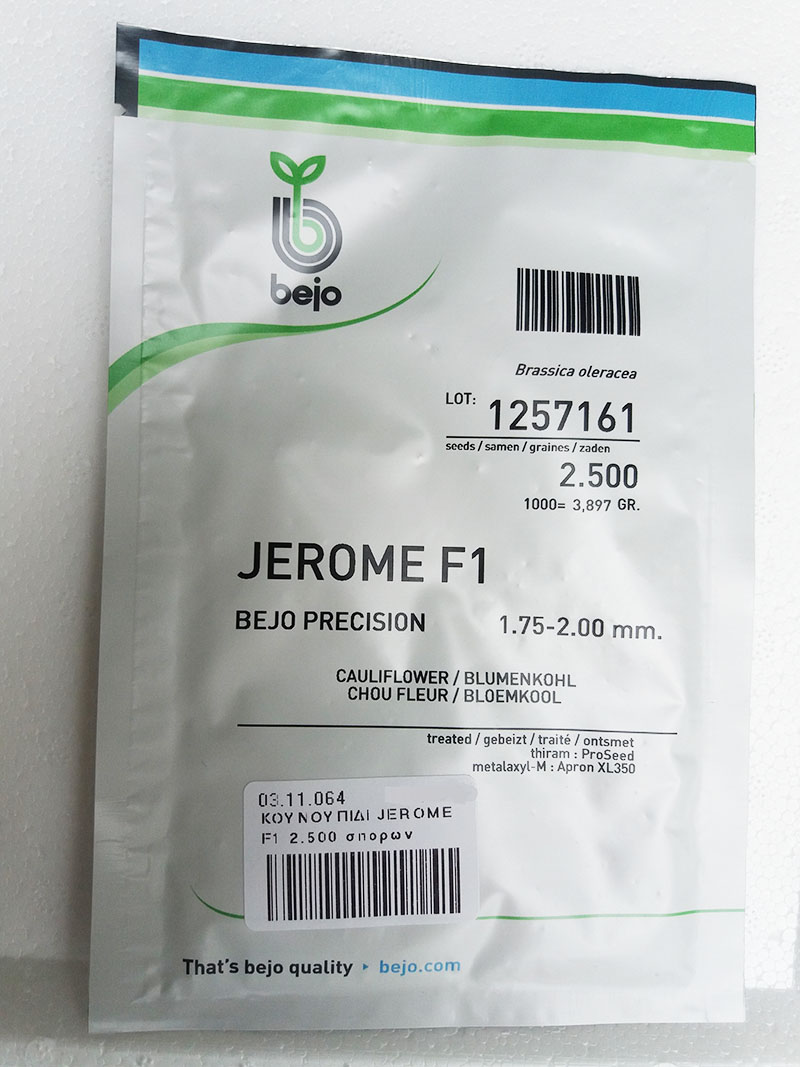 bejo
Brassica oleracea
LOT: 1257161
seeds / samen / graines / zaden
2.500
1000= 3,897 GR.
JEROME F1
BEJO PRECISION 1.75-2.00 mm.
CAULIFLOWER / BLUMENKOHL
CHOU FLEUR / BLOEMKOOL
treated / gebeizt / traité / ontsmet
thiram : ProSeed
metalaxyl-M : Apron XL350
03.11.064
ΚΟΥΝΟΥΠΙΔΙ JEROME
F1 2.500 σπορων
That's bejo quality ‣ bejo.com